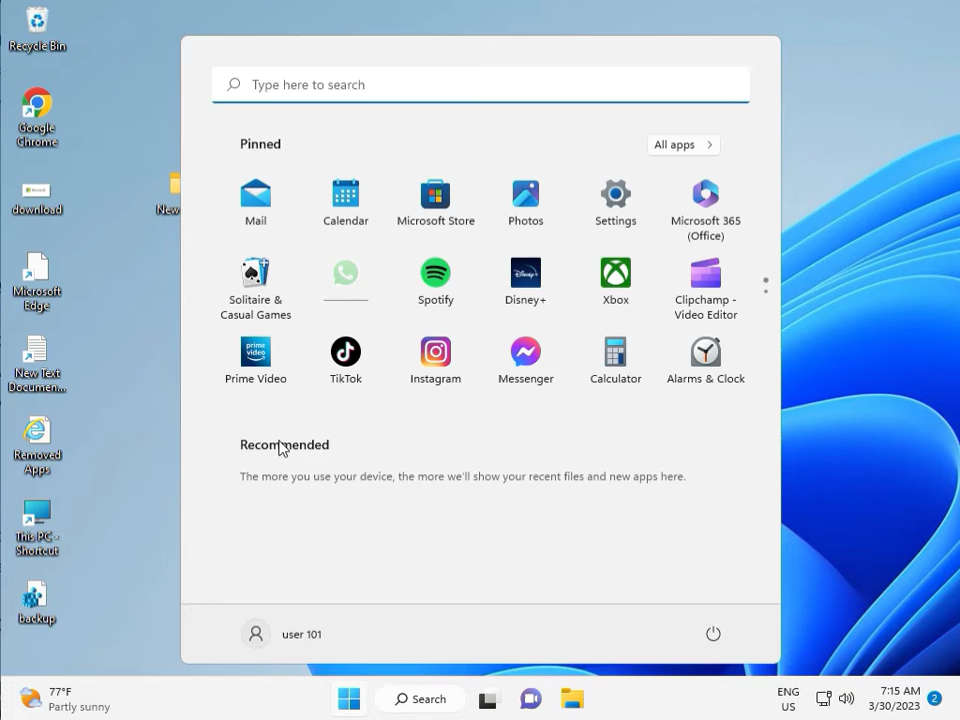 Recycle Bin
Google
Chrome
download
Microsoft
Edge
New Text
Documen...
Removed
Apps
This PC -
Shortcut
backup
New
Type here to search
Pinned
All apps
Mail
Calendar
Microsoft Store
Photos
Settings
Microsoft 365
(Office)
Solitaire &
Casual Games
Spotify
Disney+
Disney+
Xbox
Clipchamp -
Video Editor
prime
video
Prime Video
TikTok
Instagram
Messenger
Calculator
Alarms & Clock
Recommended
The more you use your device, the more we'll show your recent files and new apps here.
user 101
77°F
Partly sunny
Search
ENG
US
7:15 AM
3/30/2023
2